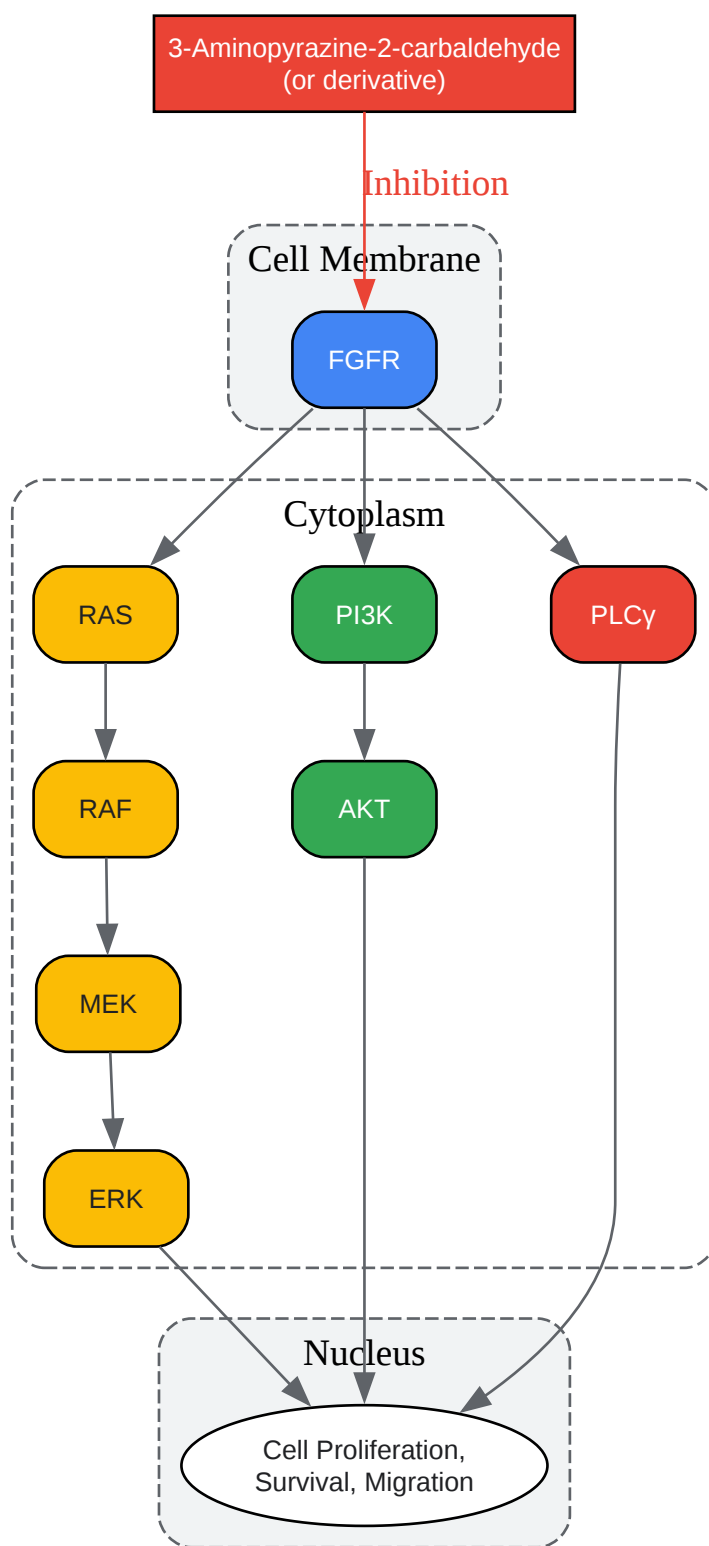 3-Aminopyrazine-2-carbaldehyde
(or derivative)
Inhibition
Cell Membrane
FGFR
Cytoplasm
RAS
PI3K
PLCγ
RAF
AKT
MEK
ERK
Nucleus
Cell Proliferation,
Survival, Migration